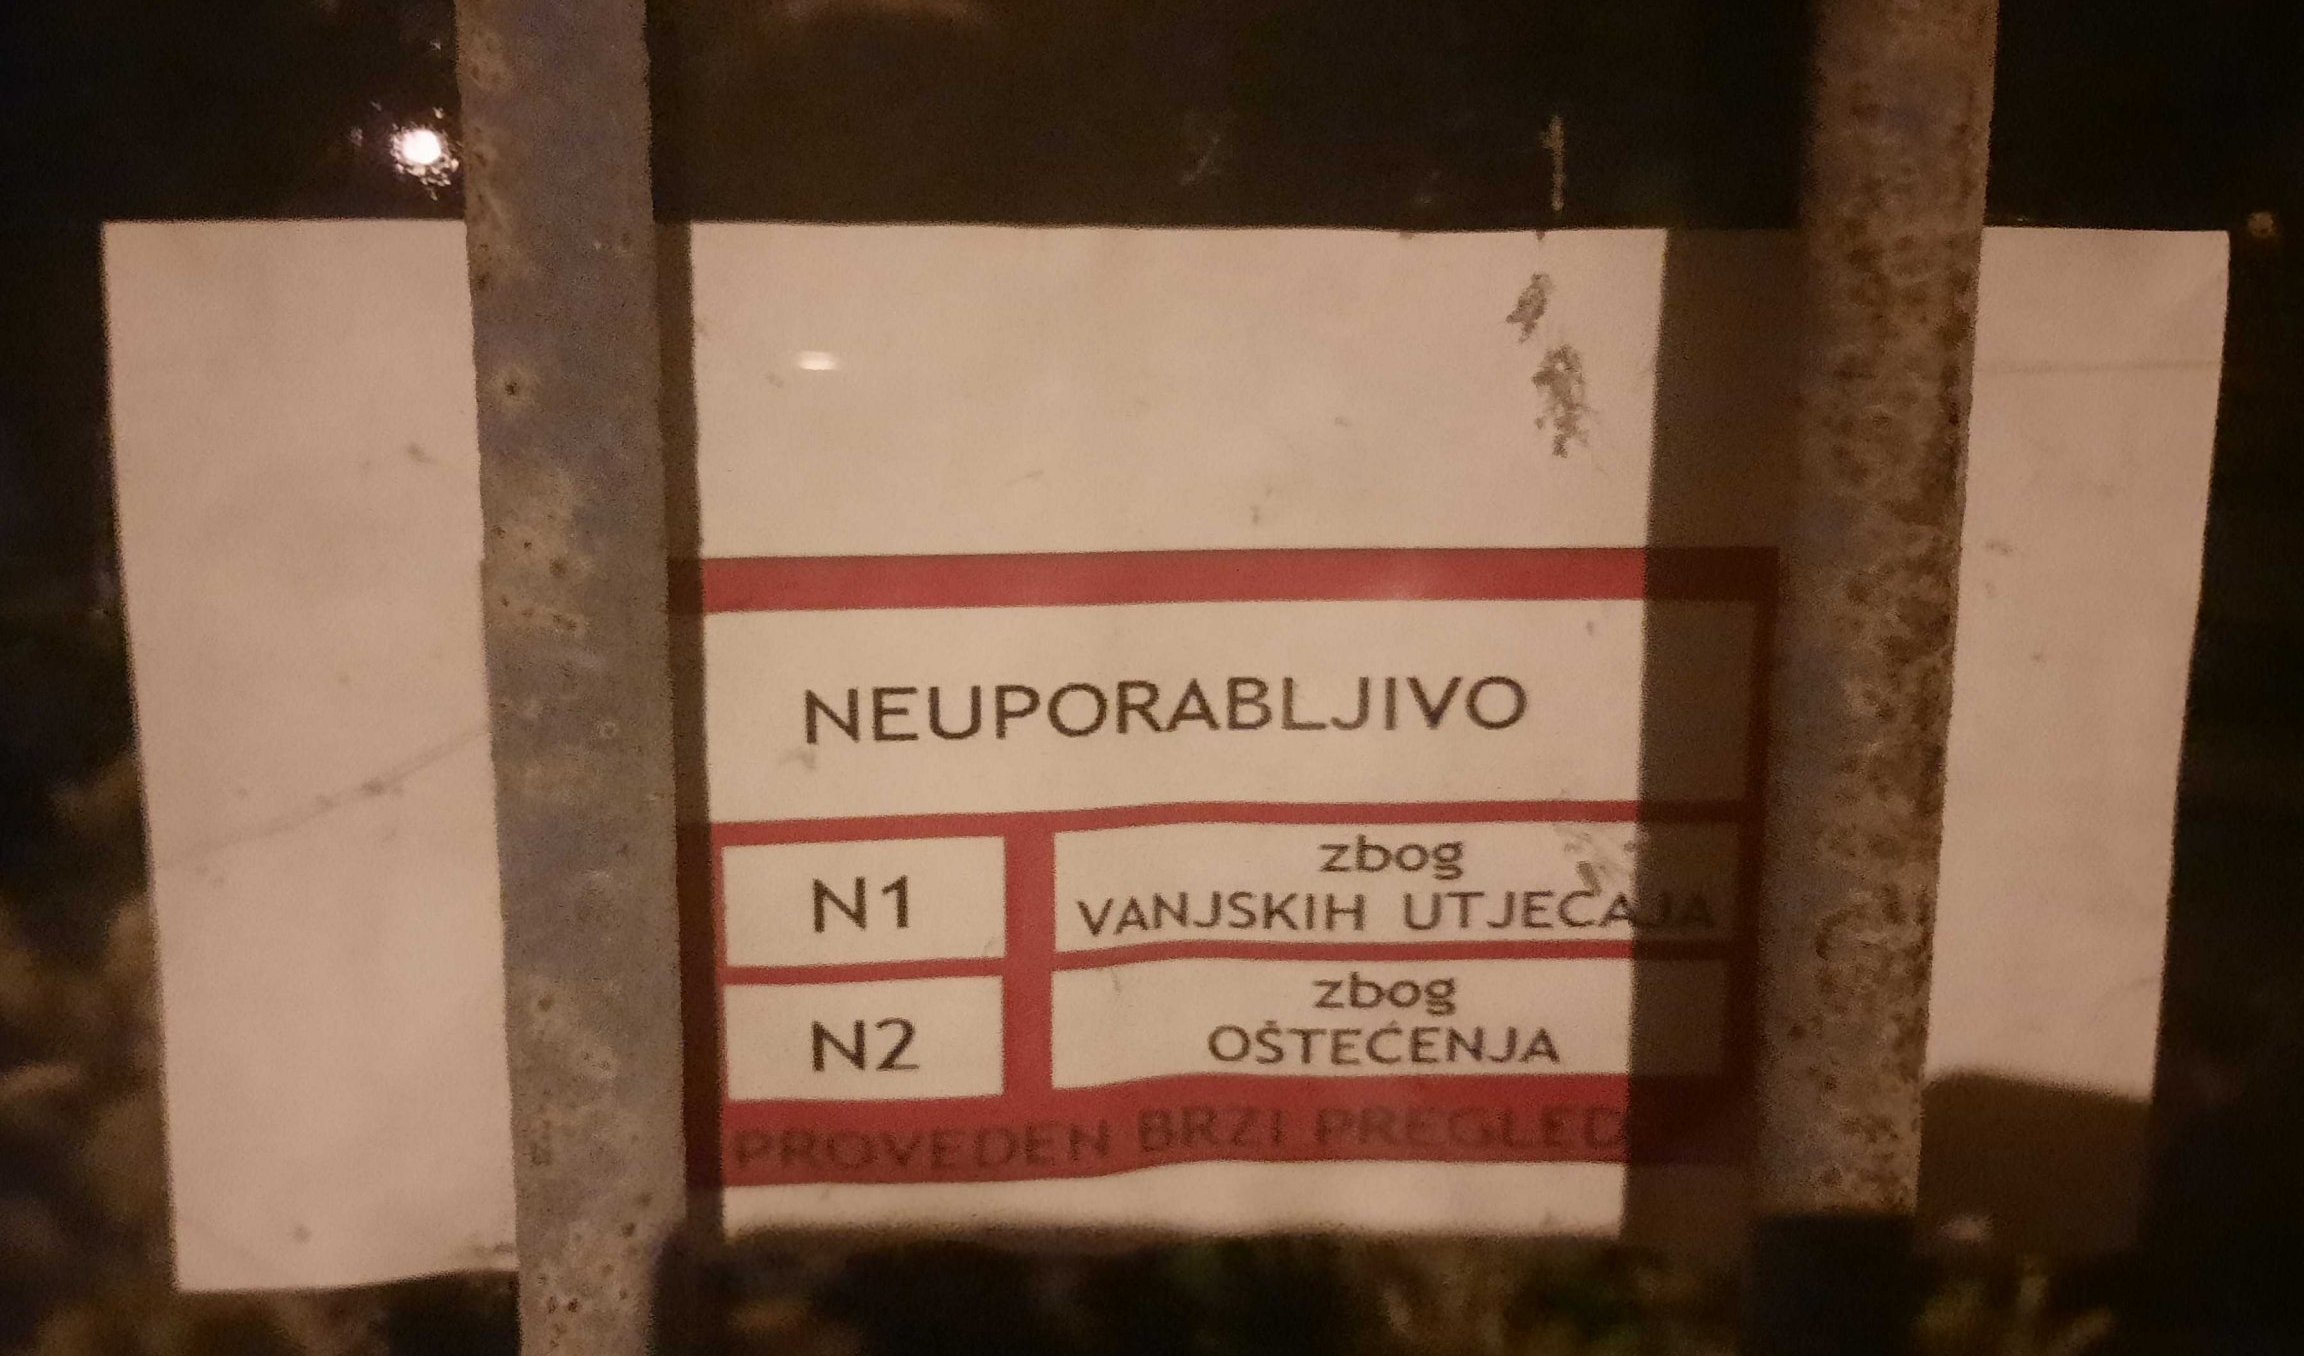 NEUPORABLJIVO
N1
zbog
VANJSKIH UTJECAJA
N2
zbog
OŠTEĆENJA
PROVEDEN BRZI PREGLED